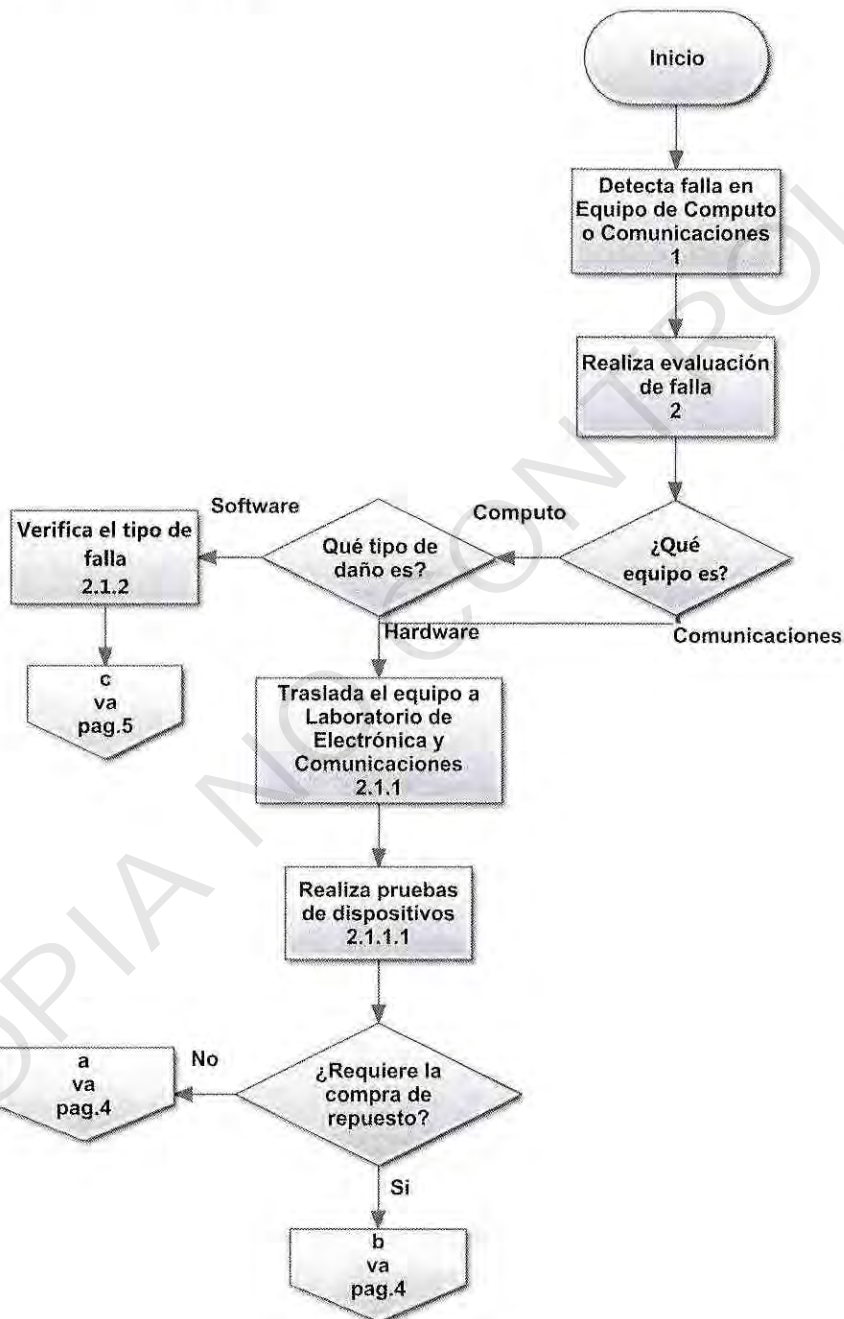 Inicio
Detecta falla en
Equipo de Computo
o Comunicaciones
1
Realiza evaluación
de falla
2
¿Qué
equipo es?
Computo
Comunicaciones
Qué tipo de
daño es?
Software
Hardware
Verifica el tipo de
falla
2.1.2
c
va
pag.5
Traslada el equipo a
Laboratorio de
Electrónica y
Comunicaciones
2.1.1
Realiza pruebas
de dispositivos
2.1.1.1
¿Requiere la
compra de
repuesto?
No
a
va
pag.4
Si
b
va
pag.4
OPIA NO CONTROL